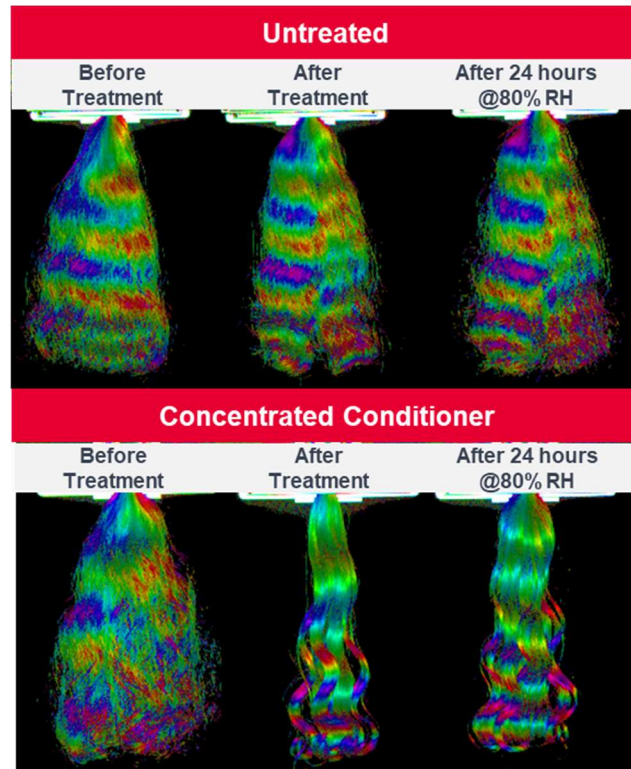 Untreated
Before After After 24 hours
Treatment Treatment @80% RH
Concentrated Conditioner
Before After After 24 hours
Treatment Treatment @80% RH